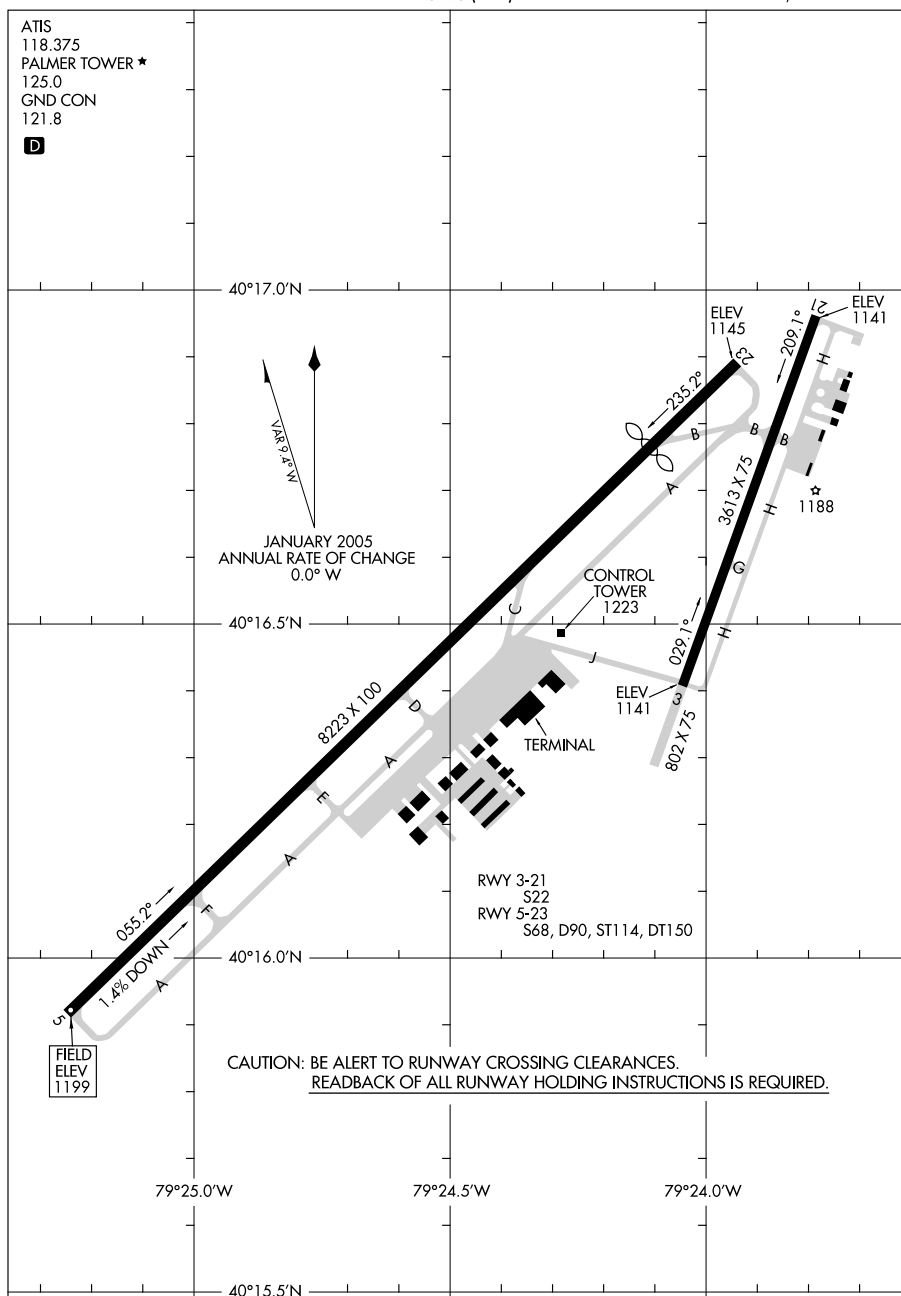 ATIS
118.375
PALMER TOWER ★
125.0
GND CON
121.8
D
40°17.0'N
VAR 9.4° W
JANUARY 2005
ANNUAL RATE OF CHANGE
0.0° W
ELEV
1145
23
235.2°
21
ELEV
1141
209.1°
H
B
B
B
A
3613 X 75
H
1188
G
H
CONTROL
TOWER
1223
40°16.5'N
C
J
029.1°
ELEV
1141
3
802 X 75
8223 X 100
D
TERMINAL
A
E
A
RWY 3-21
S22
RWY 5-23
S68, D90, ST114, DT150
055.2°
F
1.4% DOWN
A
40°16.0'N
5
FIELD
ELEV
1199
CAUTION: BE ALERT TO RUNWAY CROSSING CLEARANCES.
READBACK OF ALL RUNWAY HOLDING INSTRUCTIONS IS REQUIRED.
79°25.0'W
79°24.5'W
79°24.0'W
40°15.5'N